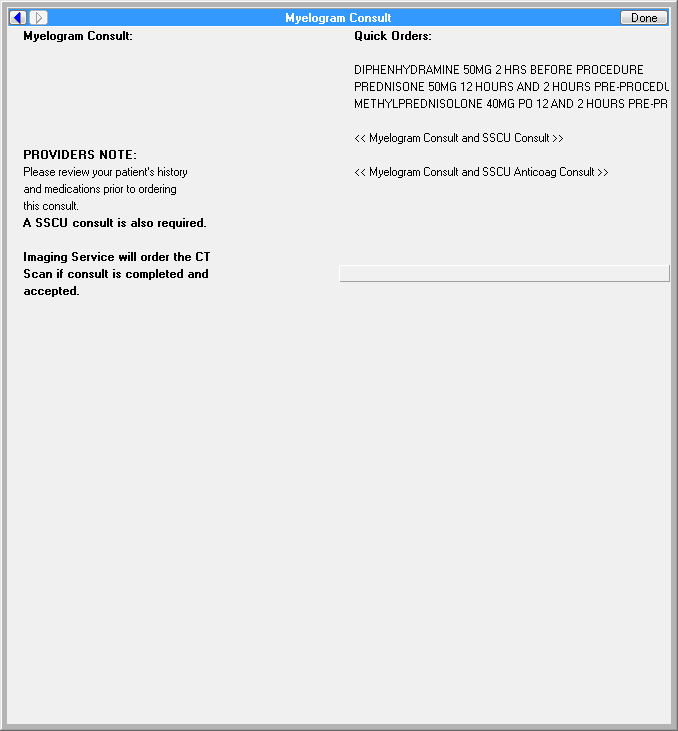 Myelogram Consult
Done
Myelogram Consult:
PROVIDERS NOTE:
Please review your patient's history
and medications prior to ordering
this consult.
A SSCU consult is also required.
Imaging Service will order the CT
Scan if consult is completed and
accepted.
Quick Orders:
DIPHENHYDRAMINE 50MG 2 HRS BEFORE PROCEDURE
PREDNISONE 50MG 12 HOURS AND 2 HOURS PRE-PROCEDU
METHYLPREDNISOLONE 40MG PO 12 AND 2 HOURS PRE-PR
<< Myelogram Consult and SSCU Consult >>
<< Myelogram Consult and SSCU Anticoag Consult >>